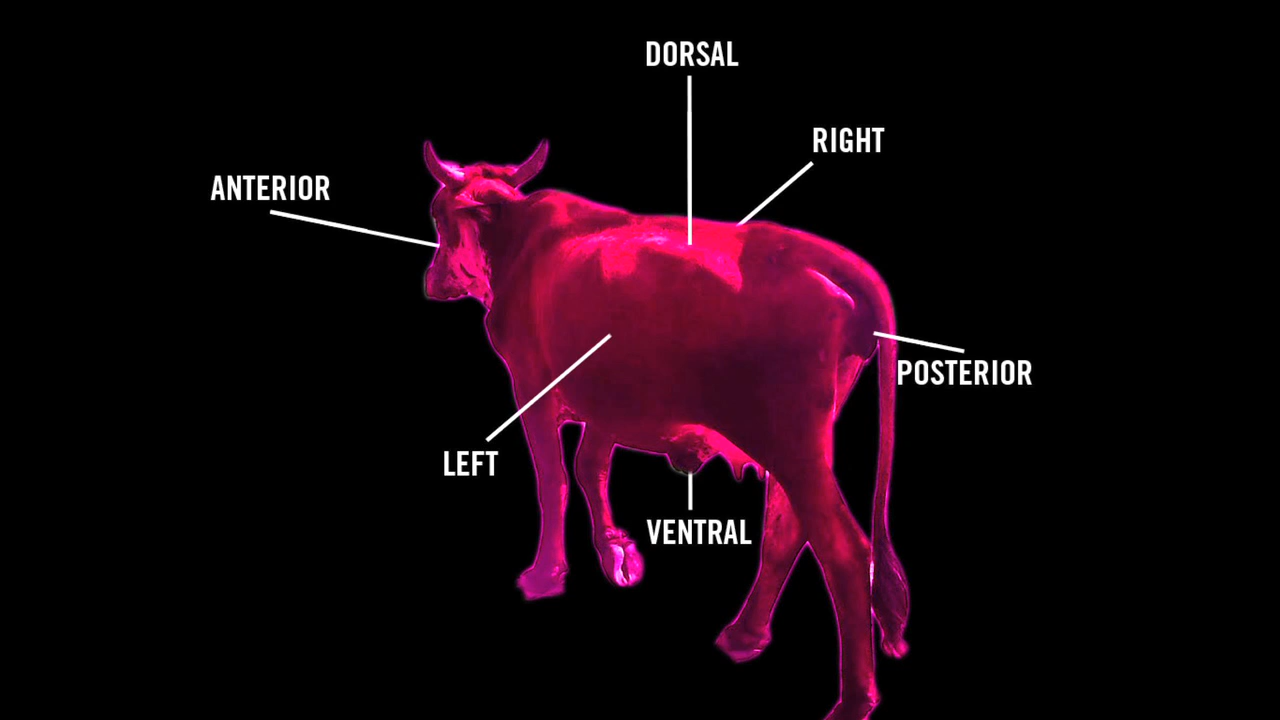 DORSAL
RIGHT
ANTERIOR
POSTERIOR
LEFT
VENTRAL